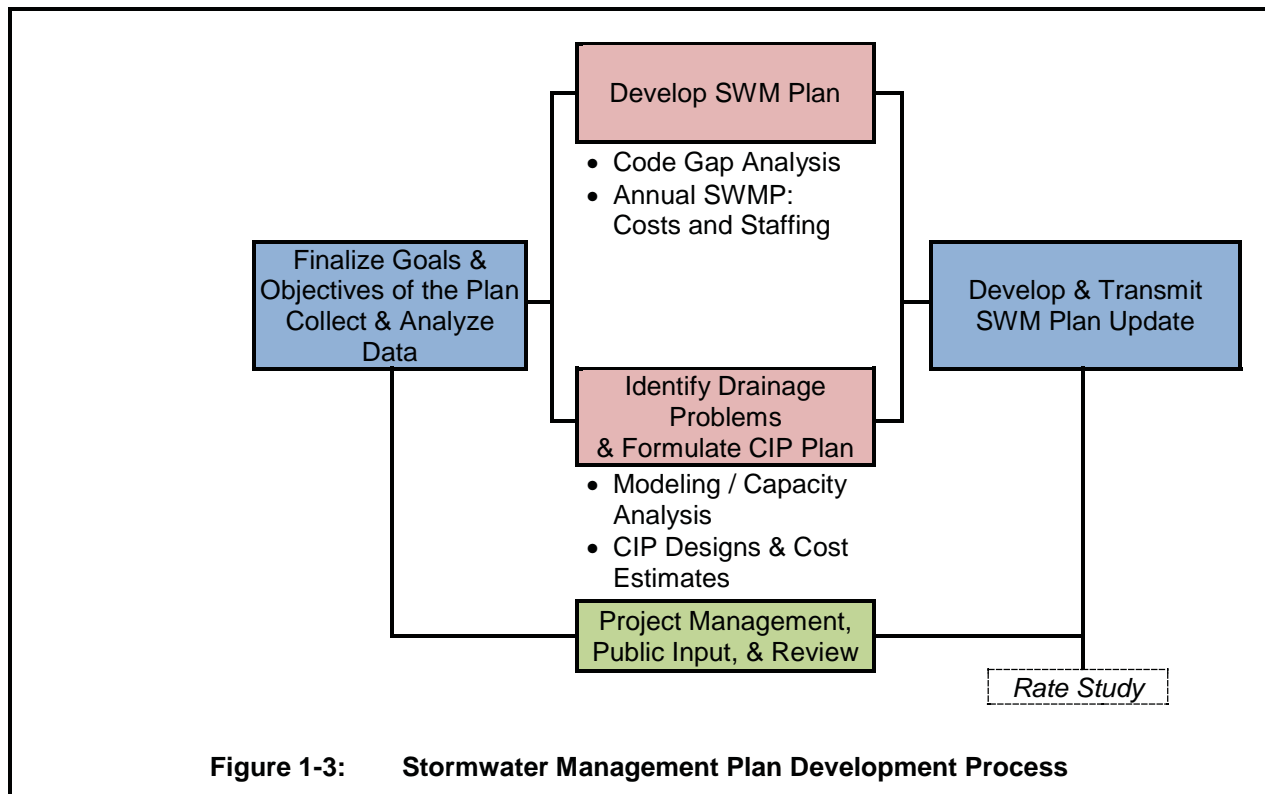 Develop SWM Plan
• Code Gap Analysis
• Annual SWMP:
Costs and Staffing
Finalize Goals &
Objectives of the Plan
Collect & Analyze
Data
Develop & Transmit
SWM Plan Update
Identify Drainage
Problems
& Formulate CIP Plan
• Modeling / Capacity
Analysis
• CIP Designs & Cost
Estimates
Project Management,
Public Input, & Review
Rate Study
Figure 1-3: Stormwater Management Plan Development Process